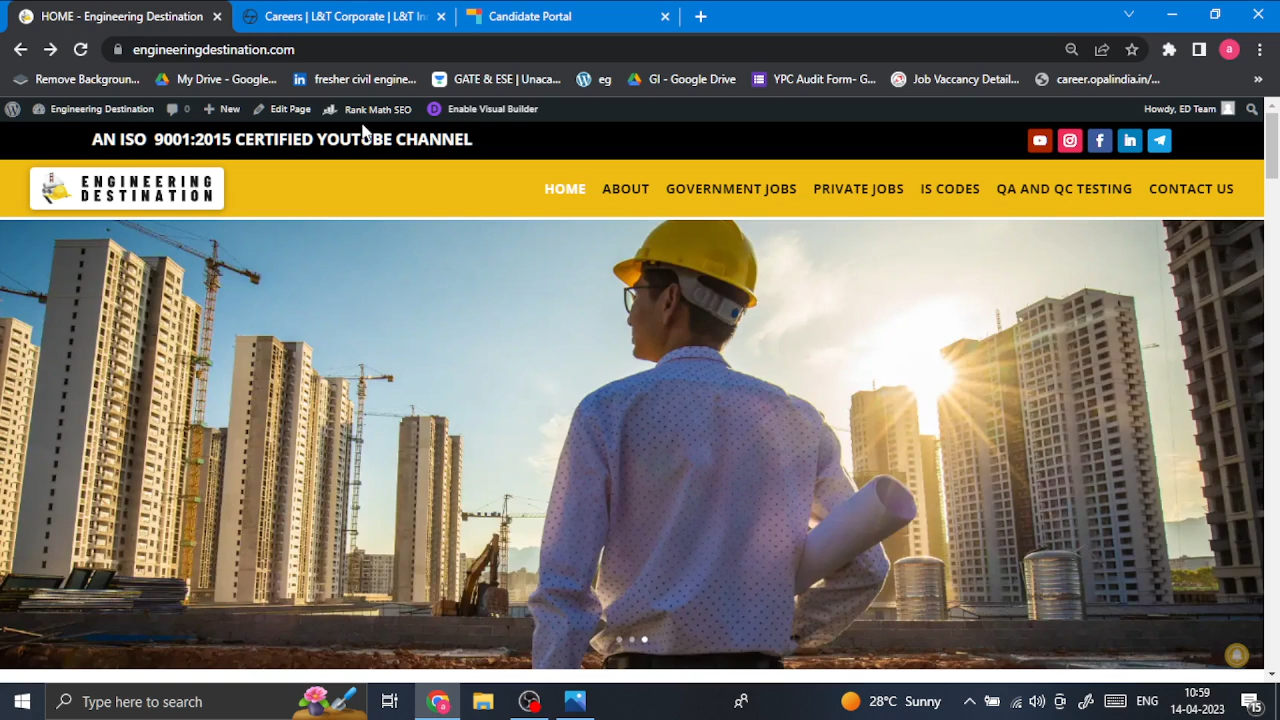 HOME - Engineering Destination
Careers | L&T Corporate | L&T In
Candidate Portal
engineeringdestination.com
Remove Backgroun...
My Drive - Google...
fresher civil engine...
GATE & ESE | Unaca...
eg
GI - Google Drive
YPC Audit Form- G...
Job Vaccancy Detail...
career.opalindia.in/...
Engineering Destination
0
New
Edit Page
Rank Math SEO
Enable Visual Builder
Howdy, ED Team
AN ISO 9001:2015 CERTIFIED YOUTUBE CHANNEL
ENGINEERING
DESTINATION
HOME
ABOUT
GOVERNMENT JOBS
PRIVATE JOBS
IS CODES
QA AND QC TESTING
CONTACT US
Type here to search
28°C Sunny
ENG
10:59
14-04-2023
15